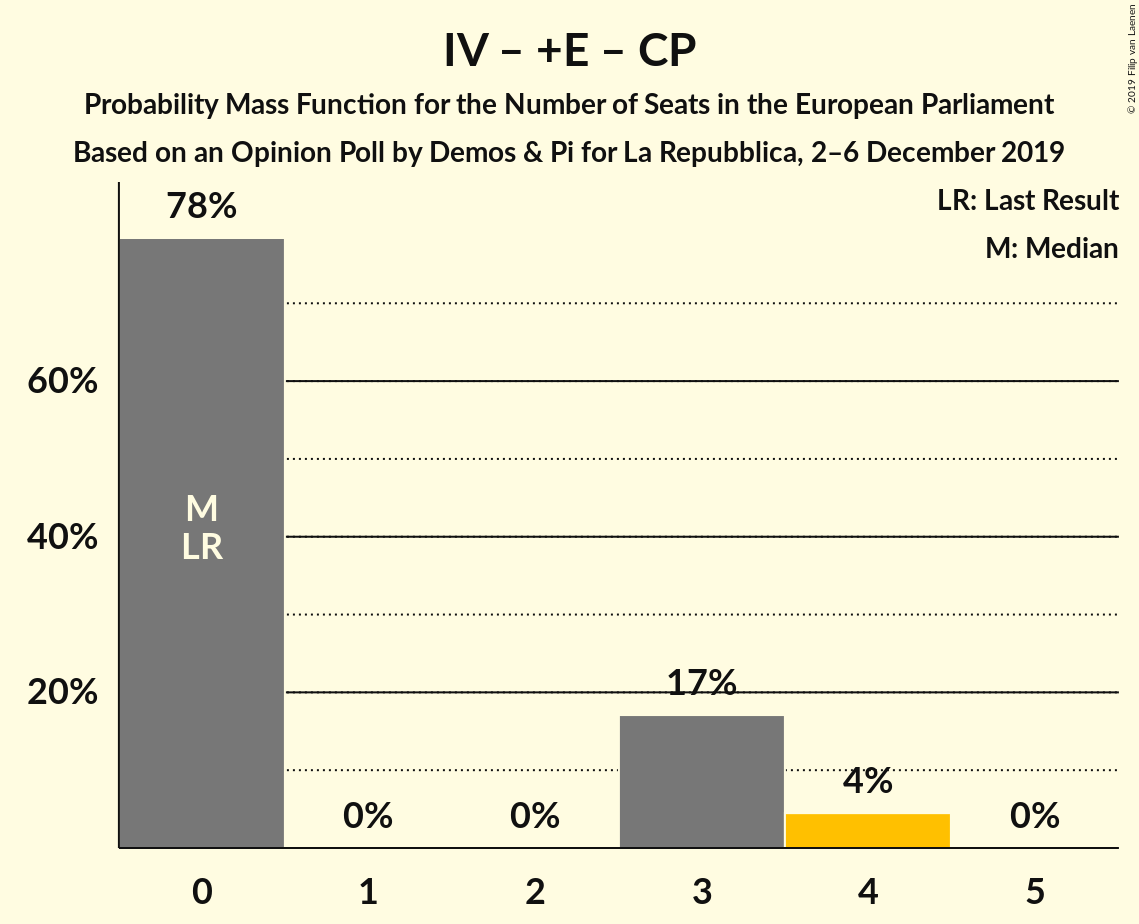 IV – +E – CP
Probability Mass Function for the Number of Seats in the European Parliament
Based on an Opinion Poll by Demos & Pi for La Repubblica, 2–6 December 2019
© 2019 Filip van Laenen
LR: Last Result
M: Median
78%
60%
40%
20%
M
LR
0%
0%
17%
4%
0%
0 1 2 3 4 5